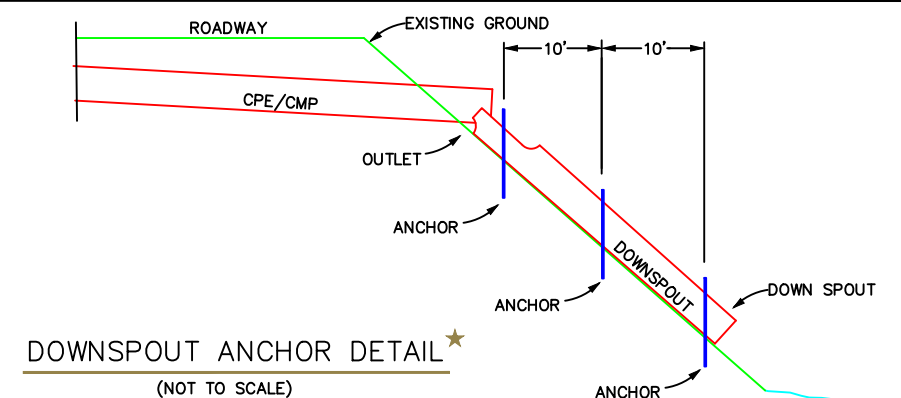 ROADWAY
EXISTING GROUND
10'
10'
CPE/CMP
OUTLET
ANCHOR
DOWNSPOUT
DOWN SPOUT
ANCHOR
DOWNSPOUT ANCHOR DETAIL
(NOT TO SCALE)
ANCHOR